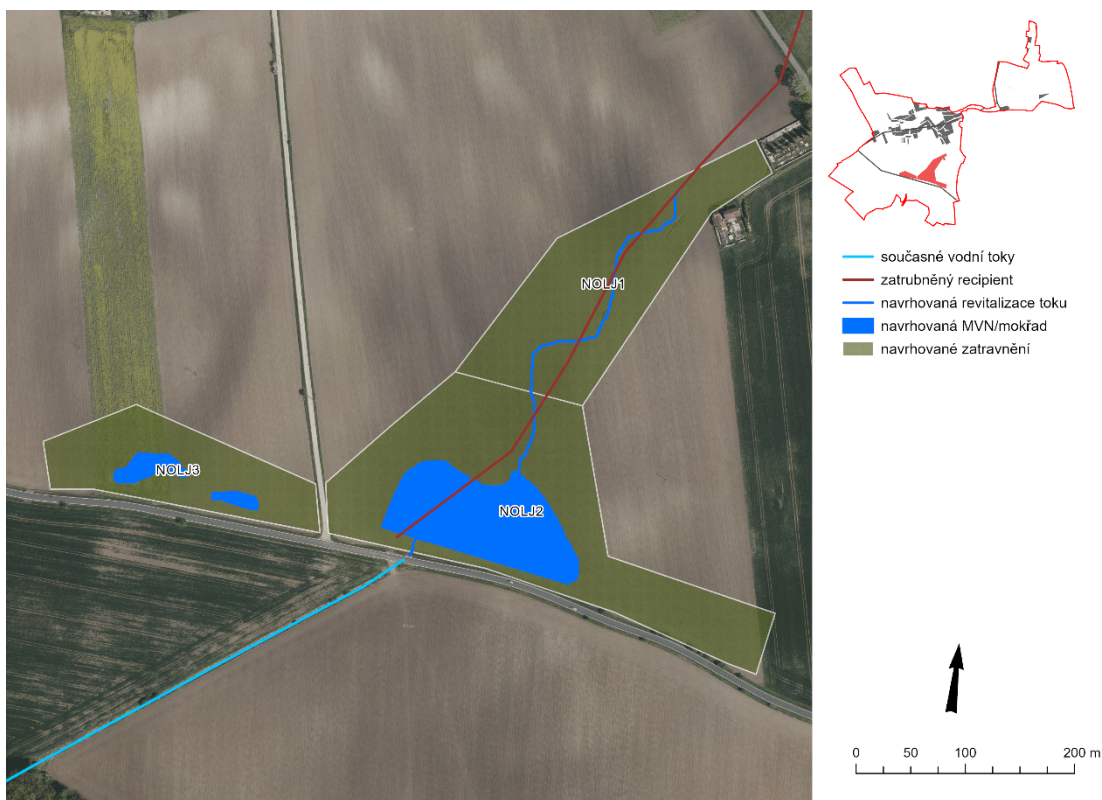 NOLJ1
NOLJ3
NOLJ2
současné vodní toky
zatrubněný recipient
navrhovaná revitalizace toku
navrhovaná MVN/mokřad
navrhované zatravnění
0 50 100 200 m